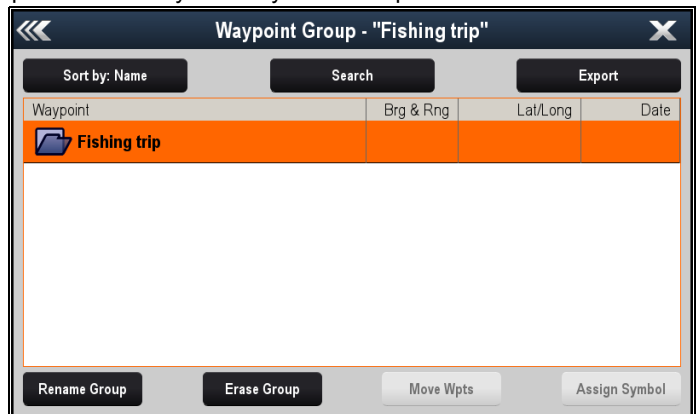 Waypoint Group - "Fishing trip"
Sort by: Name Search Export
Waypoint Brg & Rng Lat/Long Date
Fishing trip
Rename Group Erase Group Move Wpts Assign Symbol